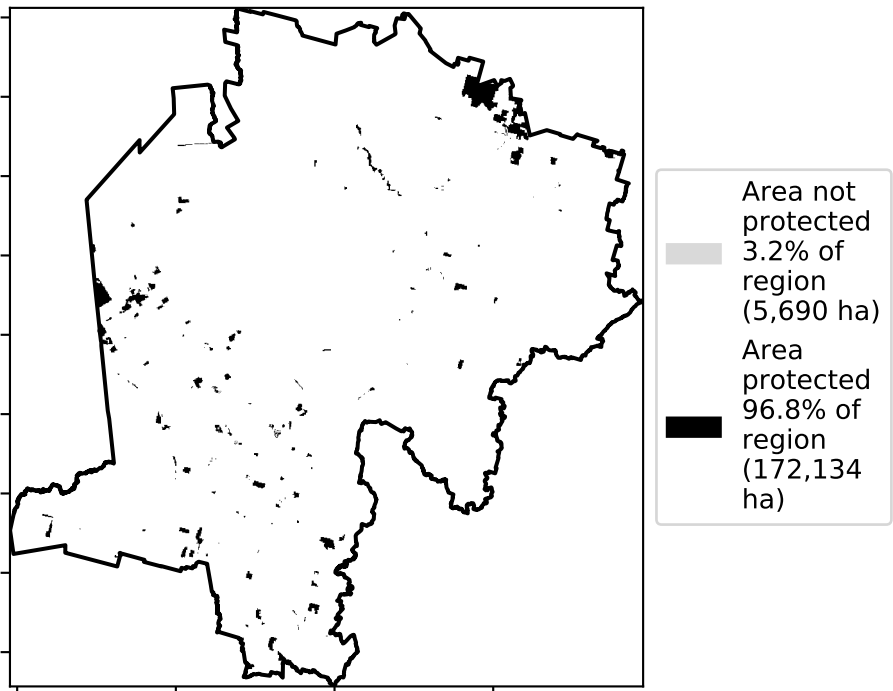 Area not
protected
3.2% of
region
(5,690 ha)
Area
protected
96.8% of
region
(172,134
ha)